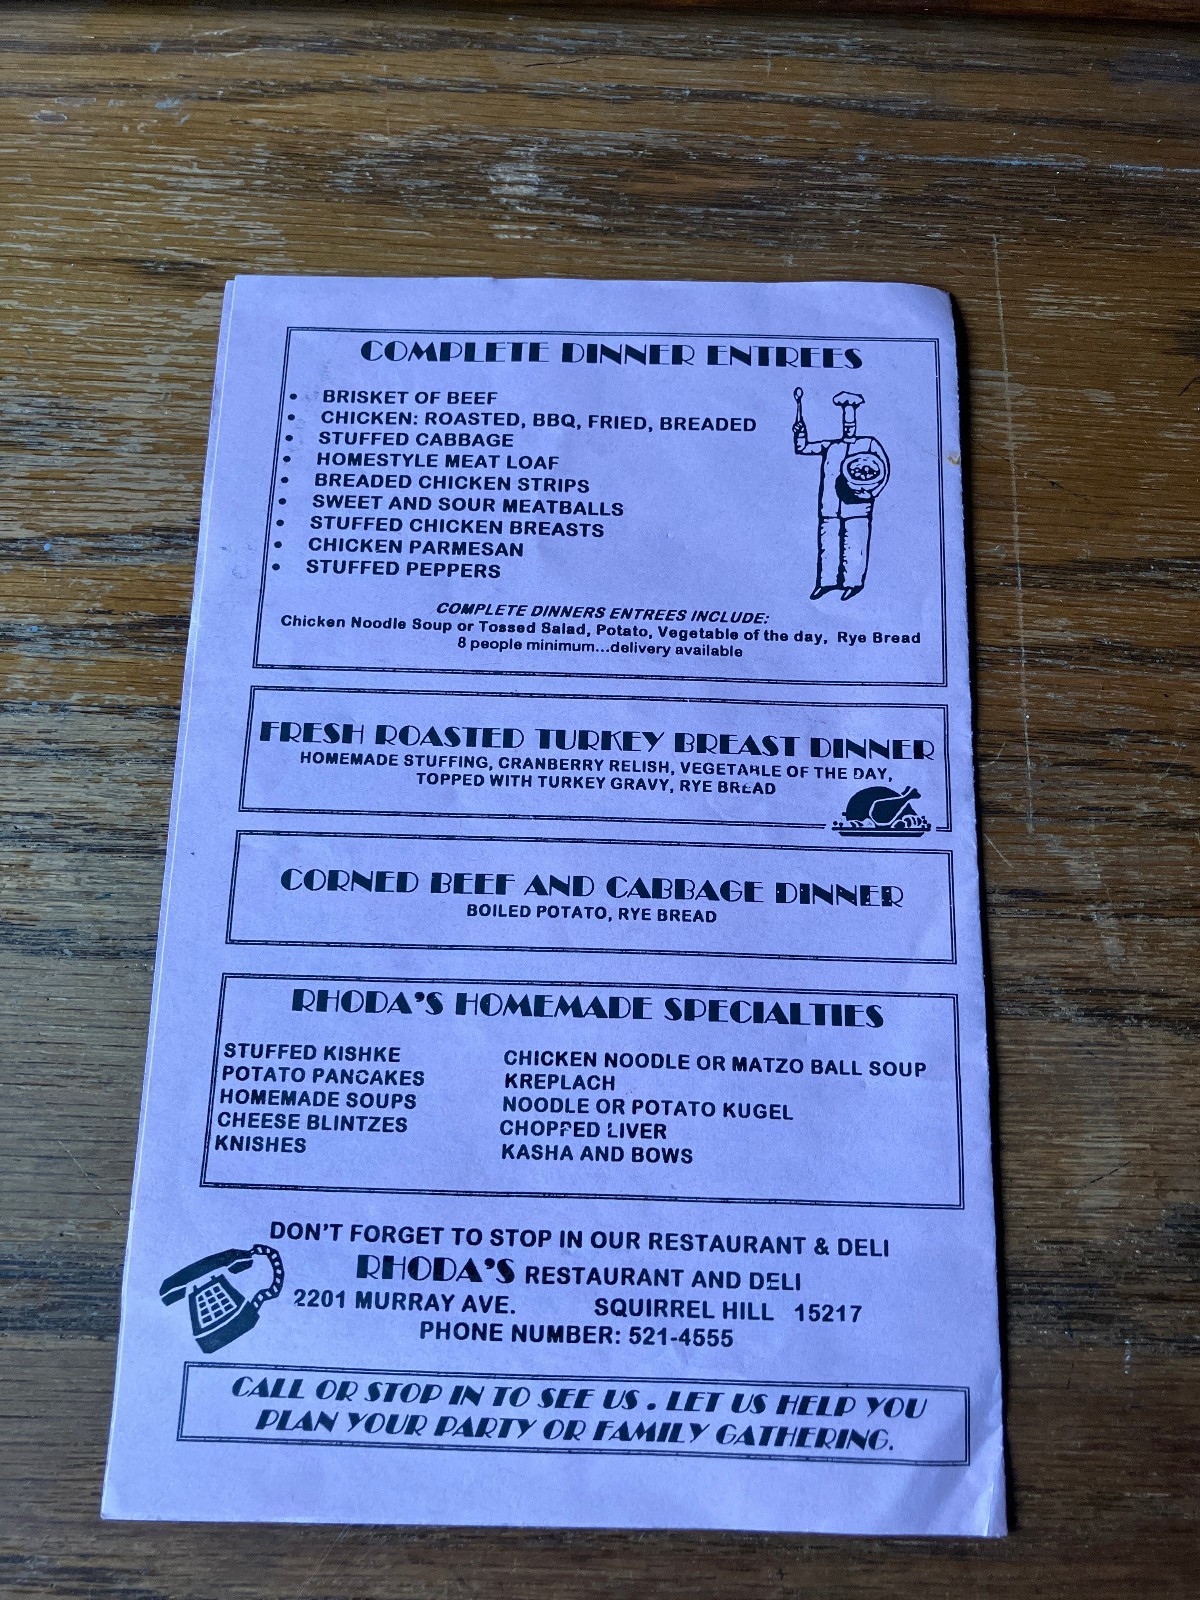 COMPLETE DINNER ENTREES
• BRISKET OF BEEF
• CHICKEN: ROASTED, BBQ, FRIED, BREADED
• STUFFED CABBAGE
• HOMESTYLE MEAT LOAF
• BREADED CHICKEN STRIPS
• SWEET AND SOUR MEATBALLS
• STUFFED CHICKEN BREASTS
• CHICKEN PARMESAN
• STUFFED PEPPERS
COMPLETE DINNERS ENTREES INCLUDE:
Chicken Noodle Soup or Tossed Salad, Potato, Vegetable of the day, Rye Bread
8 people minimum...delivery available
FRESH ROASTED TURKEY BREAST DINNER
HOMEMADE STUFFING, CRANBERRY RELISH, VEGETABLE OF THE DAY,
TOPPED WITH TURKEY GRAVY, RYE BREAD
CORNED BEEF AND CABBAGE DINNER
BOILED POTATO, RYE BREAD
RHODA'S HOMEMADE SPECIALTIES
STUFFED KISHKE
POTATO PANCAKES
HOMEMADE SOUPS
CHEESE BLINTZES
KNISHES
CHICKEN NOODLE OR MATZO BALL SOUP
KREPLACH
NOODLE OR POTATO KUGEL
CHOPPED LIVER
KASHA AND BOWS
DON'T FORGET TO STOP IN OUR RESTAURANT & DELI
RHODA'S RESTAURANT AND DELI
2201 MURRAY AVE. SQUIRREL HILL 15217
PHONE NUMBER: 521-4555
CALL OR STOP IN TO SEE US . LET US HELP YOU
PLAN YOUR PARTY OR FAMILY GATHERING.